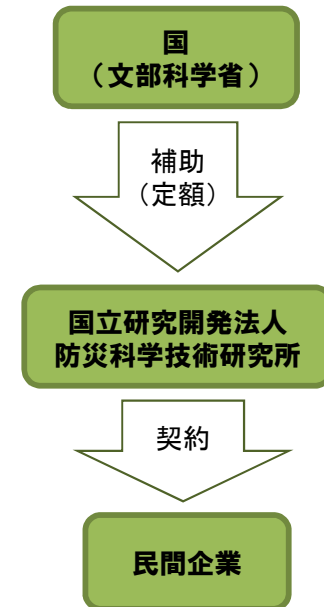 国
（文部科学省）
補助
（定額）
国立研究開発法人
防災科学技術研究所
契約
民間企業